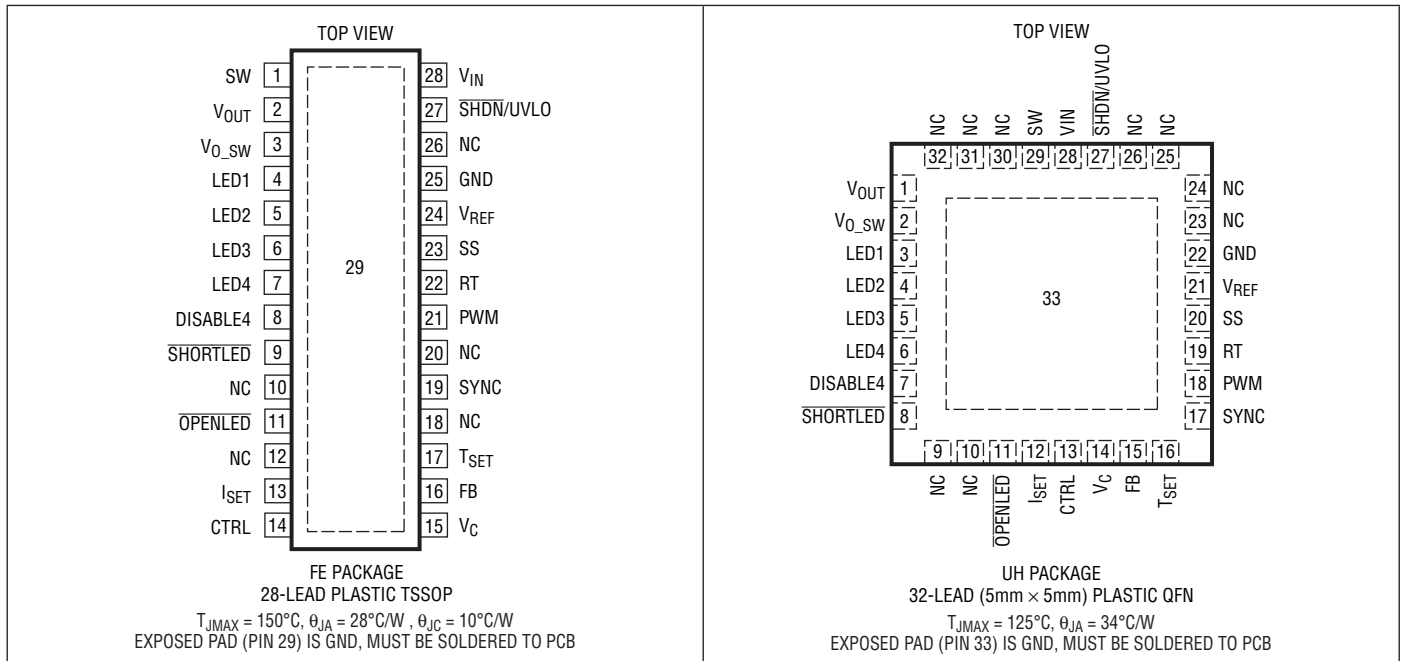 TOP VIEW
SW 1
VOUT 2
VO_SW 3
LED1 4
LED2 5
LED3 6
LED4 7
DISABLE4 8
SHORTLED 9
NC 10
OPENLED 11
NC 12
ISET 13
CTRL 14
29
28 VIN
27 SHDN/UVLO
26 NC
25 GND
24 VREF
23 SS
22 RT
21 PWM
20 NC
19 SYNC
18 NC
17 TSET
16 FB
15 VC
FE PACKAGE
28-LEAD PLASTIC TSSOP
TJMAX = 150°C, θJA = 28°C/W , θJC = 10°C/W
EXPOSED PAD (PIN 29) IS GND, MUST BE SOLDERED TO PCB
TOP VIEW
NC NC NC SW VIN SHDN/UVLO NC NC
32 31 30 29 28 27 26 25
VOUT 1
VO_SW 2
LED1 3
LED2 4
LED3 5
LED4 6
DISABLE4 7
SHORTLED 8
33
24 NC
23 NC
22 GND
21 VREF
20 SS
19 RT
18 PWM
17 SYNC
9 10 11 12 13 14 15 16
NC NC OPENLED ISET CTRL VC FB TSET
UH PACKAGE
32-LEAD (5mm × 5mm) PLASTIC QFN
TJMAX = 125°C, θJA = 34°C/W
EXPOSED PAD (PIN 33) IS GND, MUST BE SOLDERED TO PCB